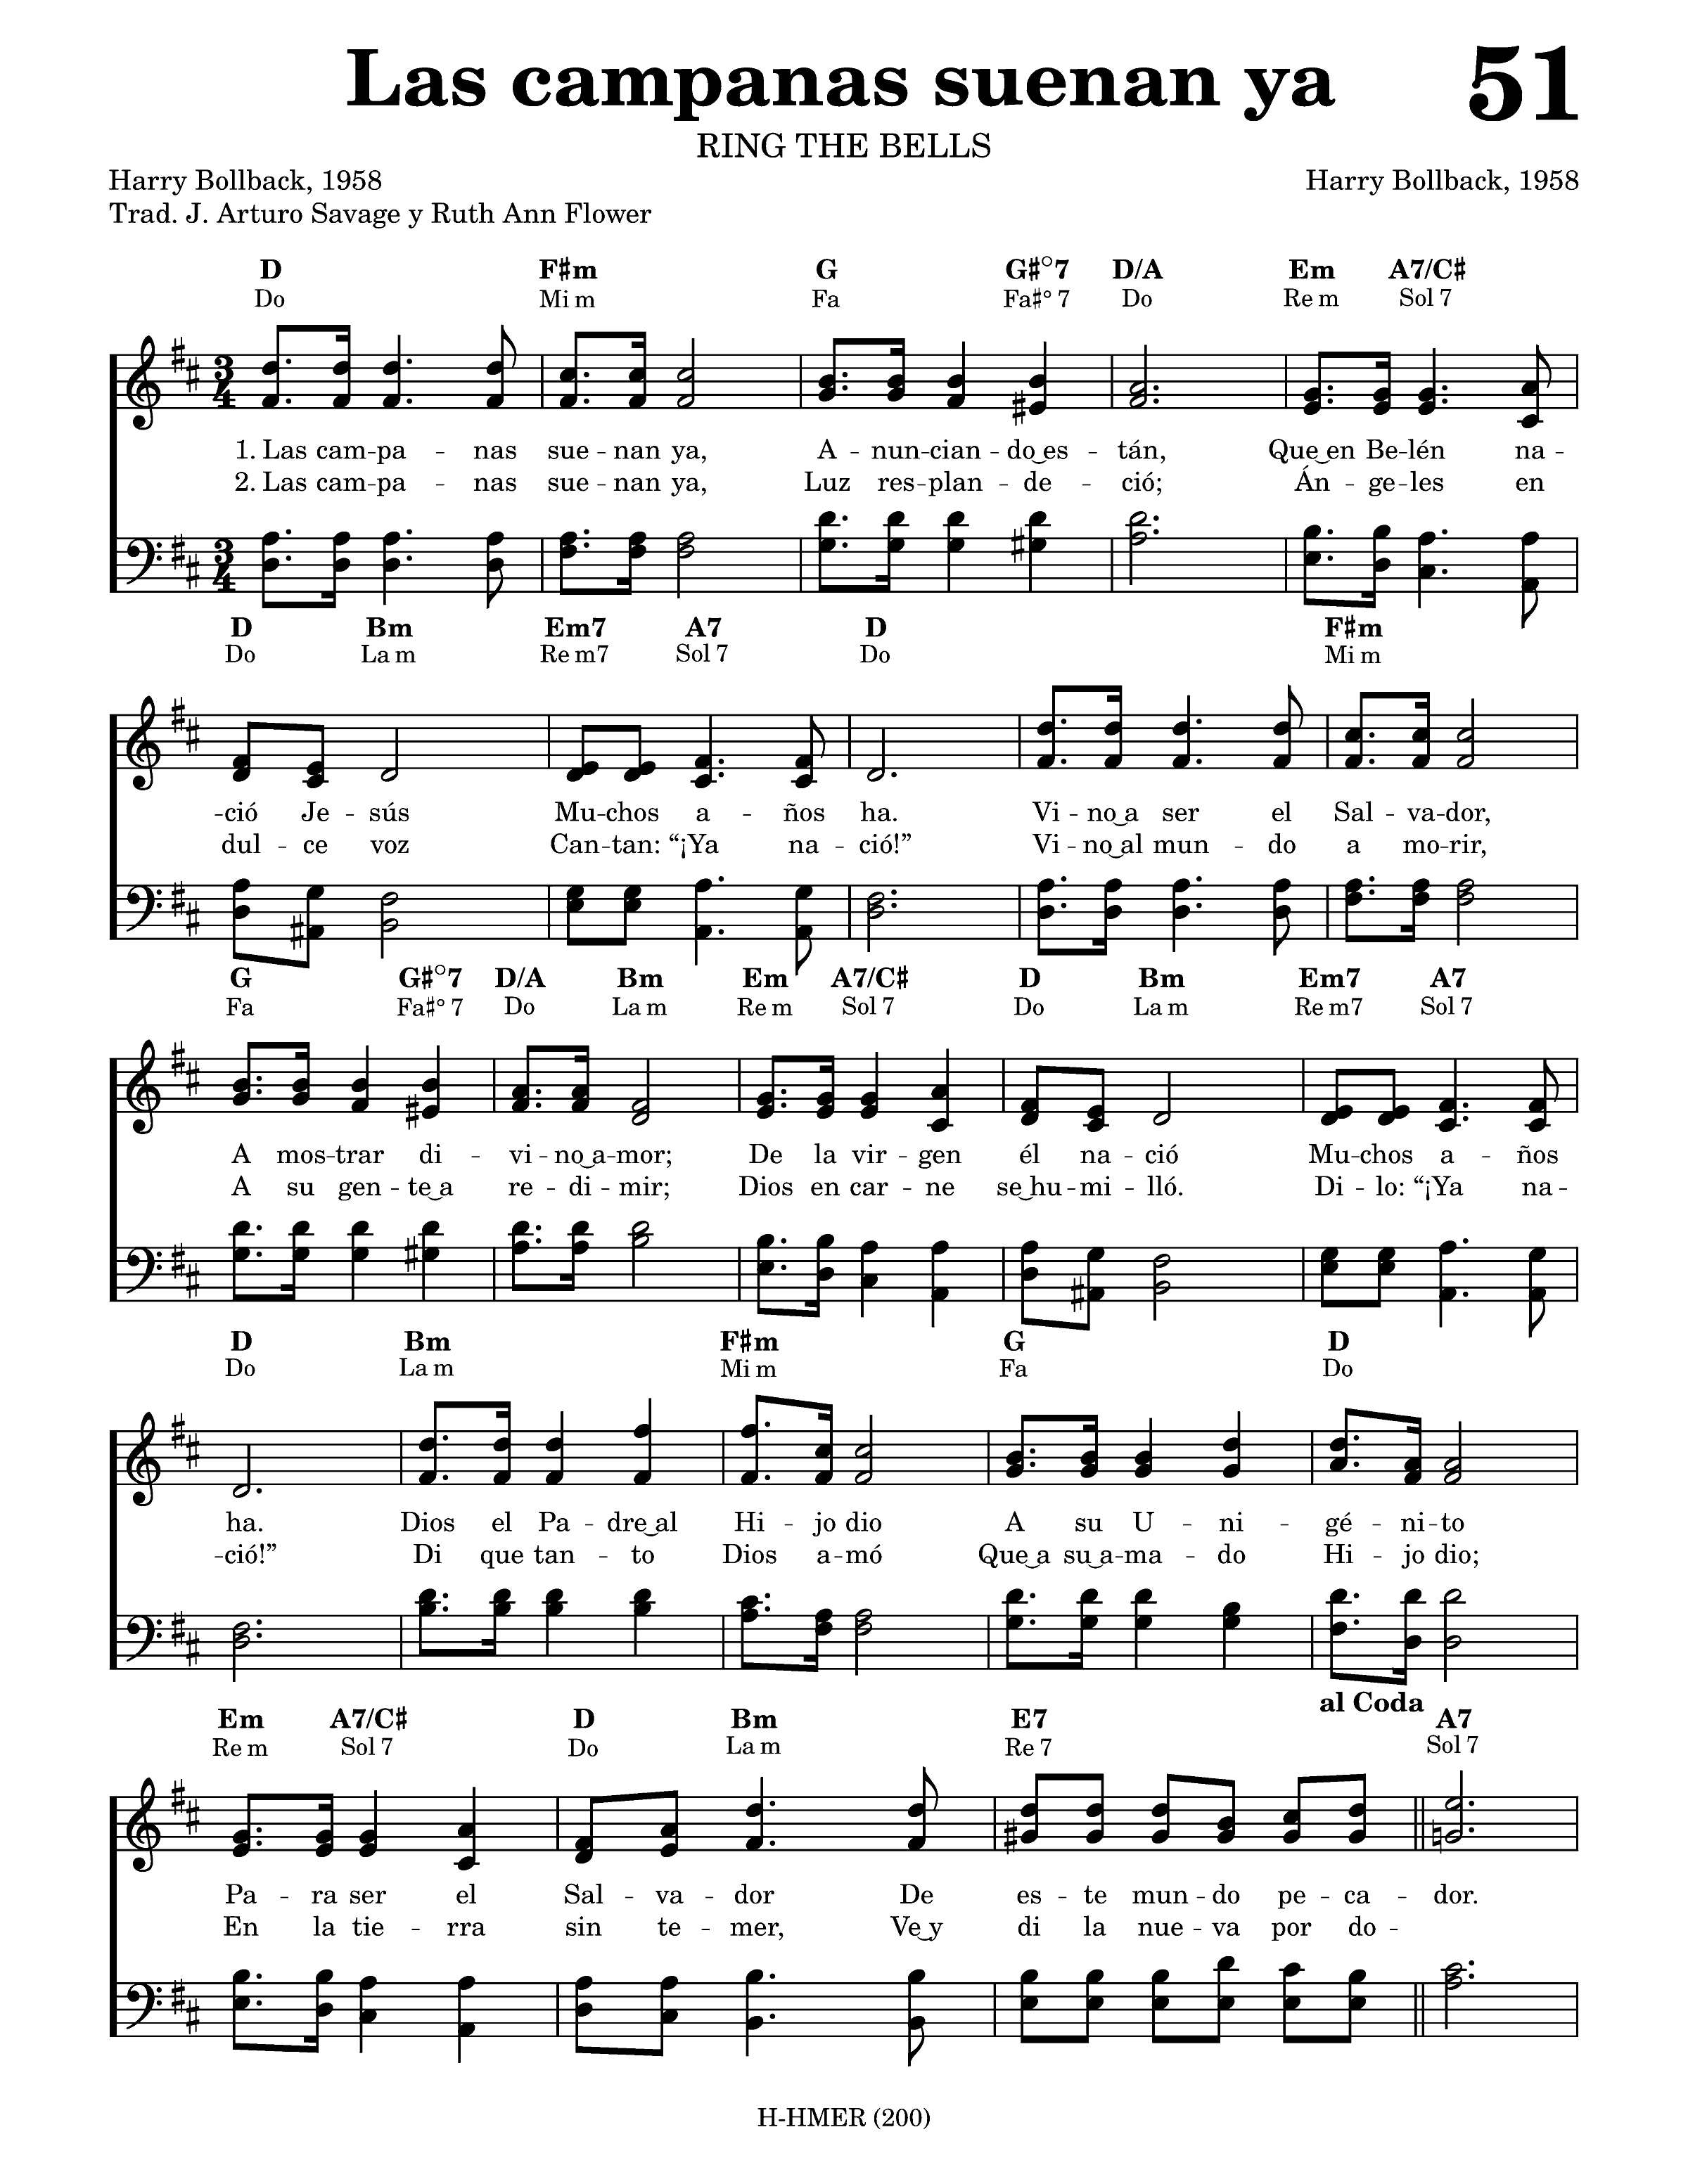 Las campanas suenan ya 51
RING THE BELLS
Harry Bollback, 1958 Harry Bollback, 1958
Trad. J. Arturo Savage y Ruth Ann Flower
D F♯m G G♯°7 D/A Em A7/C♯
Do Mi m Fa Fa♯° 7 Do Re m Sol 7
3 4
1. Las cam -- pa -- nas sue -- nan ya, A -- nun -- cian -- do‿es -- tán, Que‿en Be -- lén na --
2. Las cam -- pa -- nas sue -- nan ya, Luz res -- plan -- de -- ció; Án -- ge -- les en
3 4
D Bm Em7 A7 D F♯m
Do La m Re m7 Sol 7 Do Mi m
-- ció Je -- sús Mu -- chos a -- ños ha. Vi -- no‿a ser el Sal -- va -- dor,
dul -- ce voz Can -- tan: “¡Ya na -- ció!” Vi -- no‿al mun -- do a mo -- rir,
G G♯°7 D/A Bm Em A7/C♯ D Bm Em7 A7
Fa Fa♯° 7 Do La m Re m Sol 7 Do La m Re m7 Sol 7
A mos -- trar di -- vi -- no‿a -- mor; De la vir -- gen él na -- ció Mu -- chos a -- ños
A su gen -- te‿a re -- di -- mir; Dios en car -- ne se‿hu -- mi -- lló. Di -- lo: “¡Ya na --
D Bm F♯m G D
Do La m Mi m Fa Do
ha. Dios el Pa -- dre‿al Hi -- jo dio A su U -- ni -- gé -- ni -- to
-- ció!” Di que tan -- to Dios a -- mó Que‿a su‿a -- ma -- do Hi -- jo dio;
al Coda
Em A7/C♯ D Bm E7 A7
Re m Sol 7 Do La m Re 7 Sol 7
Pa -- ra ser el Sal -- va -- dor De es -- te mun -- do pe -- ca -- dor.
En la tie -- rra sin te -- mer, Ve‿y di la nue -- va por do --
H-HMER (200)